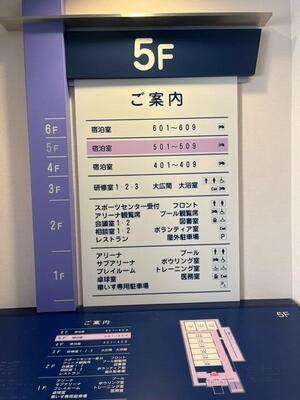 5F
ご案内
6F 宿泊室 601〜609
5F 宿泊室 501〜509
4F 宿泊室 401〜409
3F 研修室1・2・3 大広間 大浴室
2F
スポーツセンター受付 フロント
アリーナ観覧席 プール観覧席
会議室1・2 図書室
相談室1・2 ボランティア室
レストラン 屋外駐車場 P
1F
アリーナ プール
サブアリーナ ボウリング室
プレイルーム トレーニング室
卓球室 医務室
車いす専用駐車場
ご案内
5F